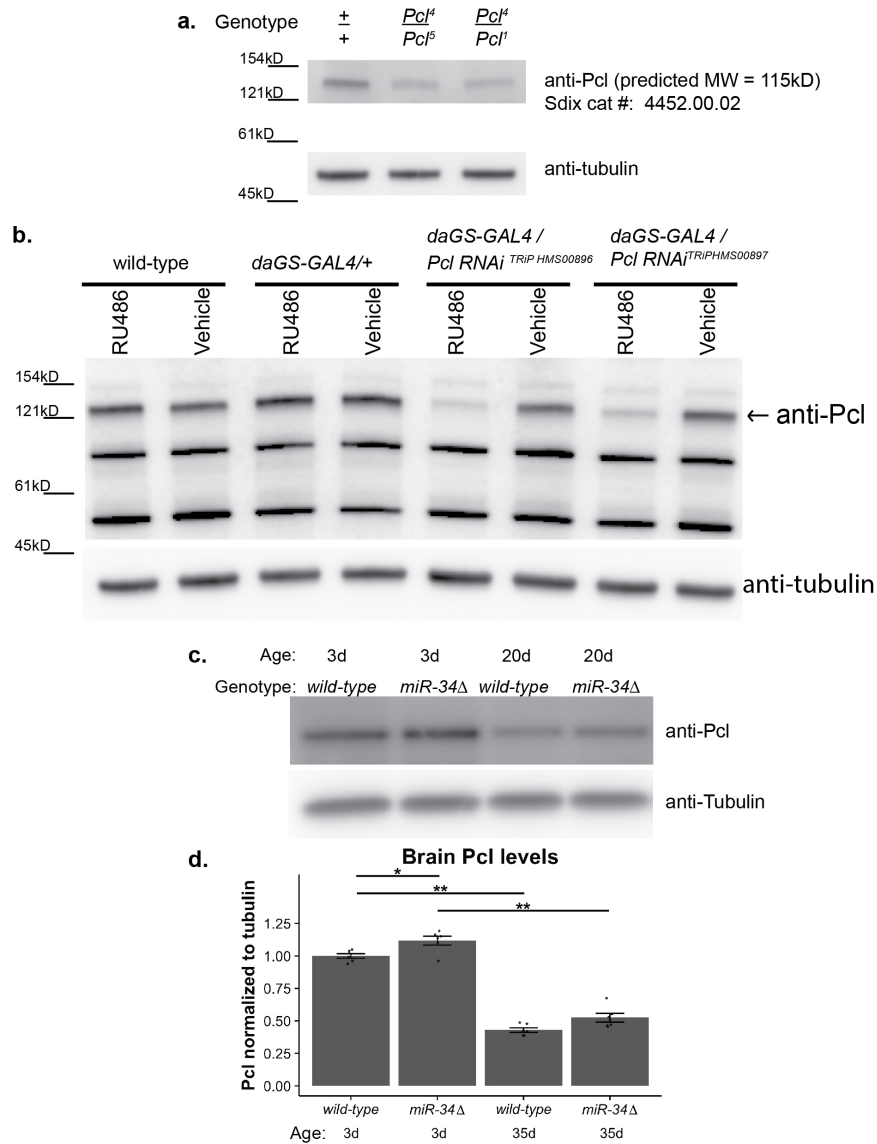 a. Genotype + Pcl⁴ Pcl⁴
+ Pcl⁵ Pcl¹
154kD
anti-Pcl (predicted MW = 115kD)
121kD
Sdix cat #: 4452.00.02
61kD
anti-tubulin
45kD
b.
daGS-GAL4 / daGS-GAL4 /
wild-type daGS-GAL4/+ Pcl RNAi TRiP HMS00896 Pcl RNAiTRiPHMS00897
RU486 Vehicle RU486 Vehicle RU486 Vehicle RU486 Vehicle
154kD
121kD
← anti-Pcl
61kD
45kD
anti-tubulin
c. Age: 3d 3d 20d 20d
Genotype: wild-type miR-34Δ wild-type miR-34Δ
anti-Pcl
anti-Tubulin
d. Brain Pcl levels
*
**
**
Pcl normalized to tubulin
1.25
1.00
0.75
0.50
0.25
0.00
wild-type miR-34Δ wild-type miR-34Δ
Age: 3d 3d 35d 35d